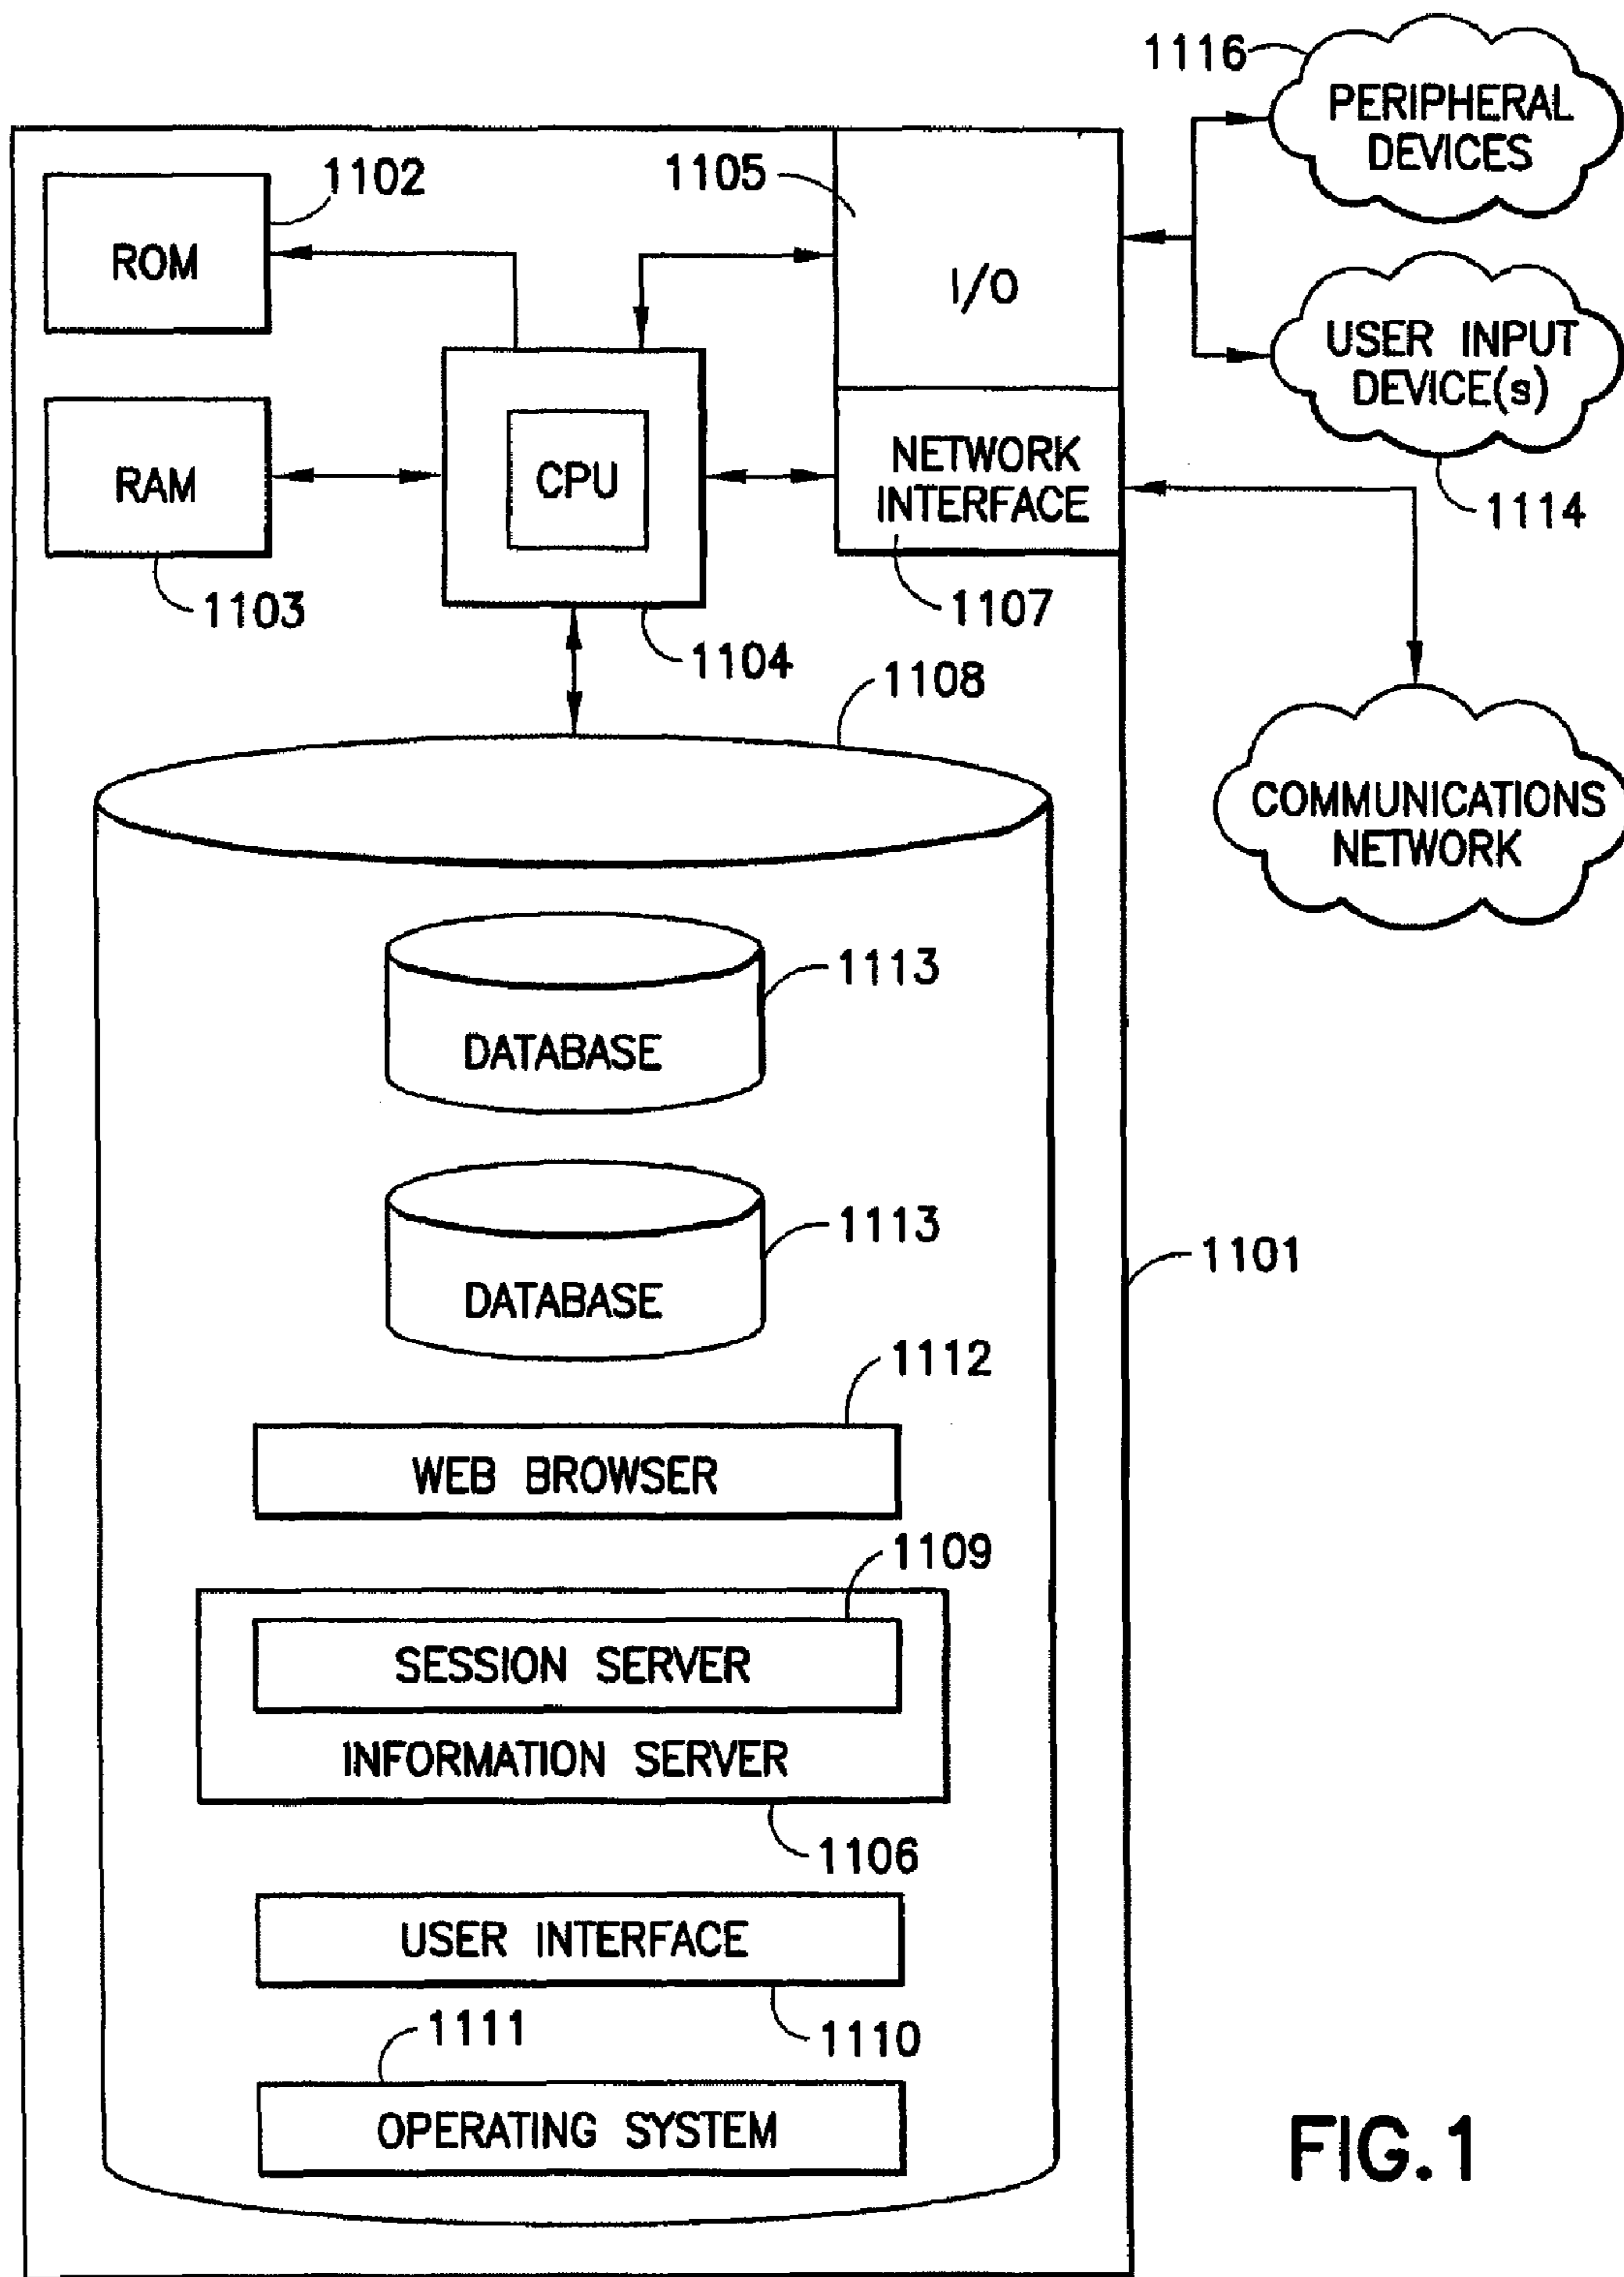 1116
PERIPHERAL
DEVICES
1102
1105
ROM
I/O
USER INPUT
DEVICE(s)
RAM
CPU
NETWORK
INTERFACE
1114
1103
1107
1104
1108
COMMUNICATIONS
NETWORK
1113
DATABASE
1113
1101
DATABASE
1112
WEB BROWSER
1109
SESSION SERVER
INFORMATION SERVER
1106
USER INTERFACE
1111
1110
OPERATING SYSTEM
FIG.1